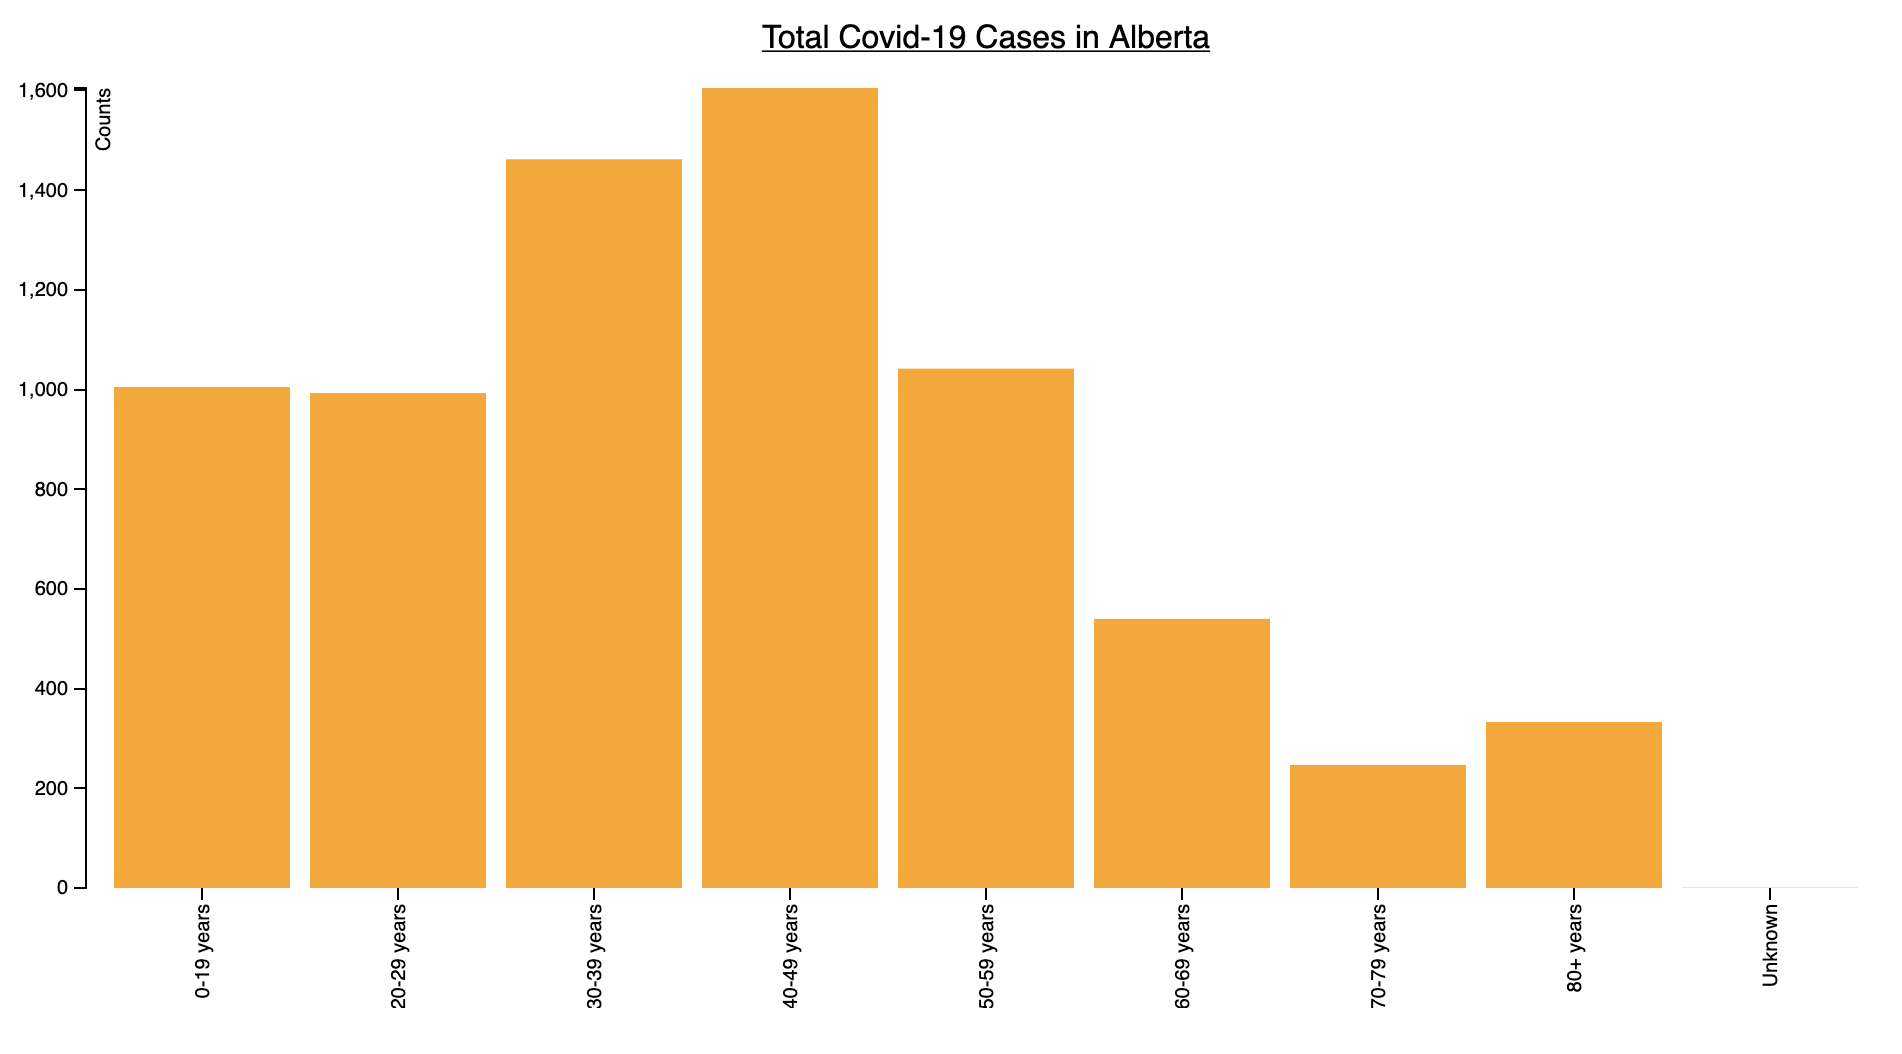 Total Covid-19 Cases in Alberta
1,600
Counts
1,400
1,200
1,000
800
600
400
200
0
0-19 years
20-29 years
30-39 years
40-49 years
50-59 years
60-69 years
70-79 years
80+ years
Unknown